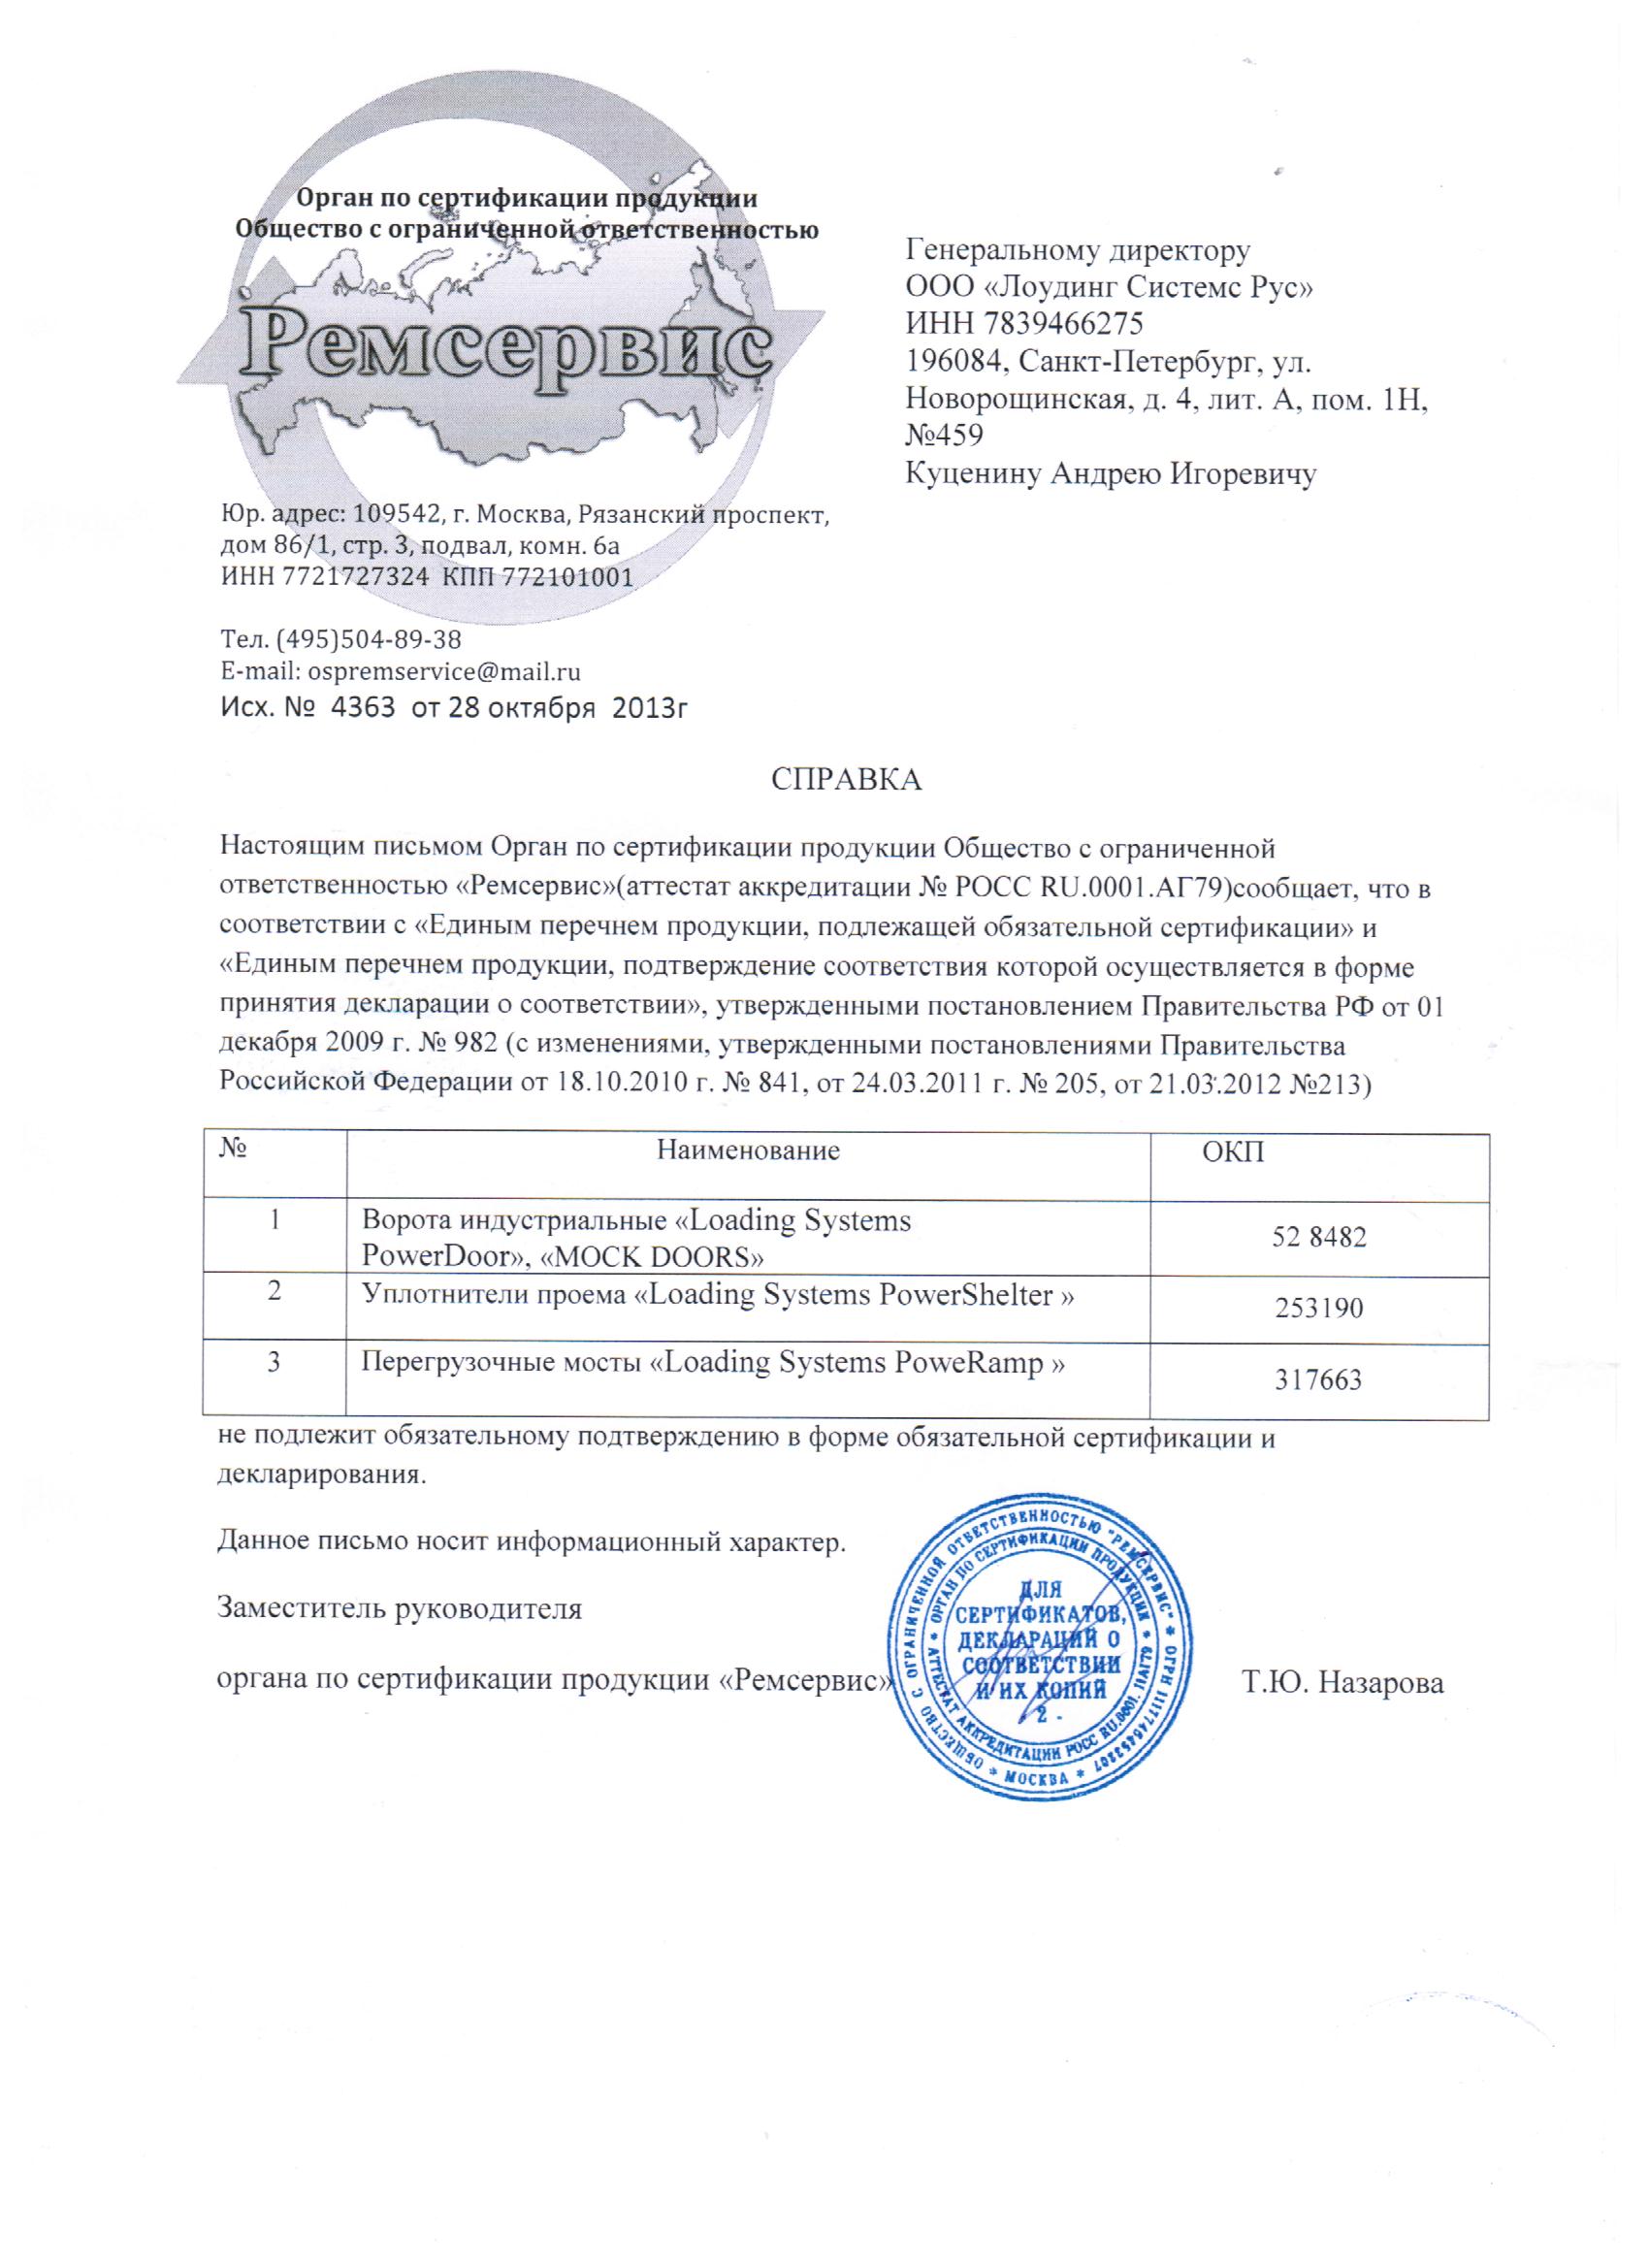 Орган по сертификации продукции
Общество с ограниченной ответственностью
Ремсервис
Юр. адрес: 109542, г. Москва, Рязанский проспект,
дом 86/1, стр. 3, подвал, комн. 6а
ИНН 7721727324 КПП 772101001
Тел. (495)504-89-38
E-mail: ospremservice@mail.ru
Исх. № 4363 от 28 октября 2013г
Генеральному директору
ООО «Лоудинг Системс Рус»
ИНН 7839466275
196084, Санкт-Петербург, ул.
Новорощинская, д. 4, лит. А, пом. 1Н,
№459
Куценину Андрею Игоревичу
СПРАВКА
Настоящим письмом Орган по сертификации продукции Общество с ограниченной
ответственностью «Ремсервис»(аттестат аккредитации № РОСС RU.0001.АГ79)сообщает, что в
соответствии с «Единым перечнем продукции, подлежащей обязательной сертификации» и
«Единым перечнем продукции, подтверждение соответствия которой осуществляется в форме
принятия декларации о соответствии», утвержденными постановлением Правительства РФ от 01
декабря 2009 г. № 982 (с изменениями, утвержденными постановлениями Правительства
Российской Федерации от 18.10.2010 г. № 841, от 24.03.2011 г. № 205, от 21.03.2012 №213)
№ Наименование ОКП
1 Ворота индустриальные «Loading Systems
PowerDoor», «MOCK DOORS» 52 8482
2 Уплотнители проема «Loading Systems PowerShelter » 253190
3 Перегрузочные мосты «Loading Systems PoweRamp » 317663
не подлежит обязательному подтверждению в форме обязательной сертификации и
декларирования.
Данное письмо носит информационный характер.
Заместитель руководителя
органа по сертификации продукции «Ремсервис» Т.Ю. Назарова
ОБЩЕСТВО С ОГРАНИЧЕННОЙ ОТВЕТСТВЕННОСТЬЮ "РЕМСЕРВИС" * ОГРН
* МОСКВА *
* ОРГАН ПО СЕРТИФИКАЦИИ ПРОДУКЦИИ *
АТТЕСТАТ АККРЕДИТАЦИИ РОСС RU.0001.11АГ79
ДЛЯ
СЕРТИФИКАТОВ,
ДЕКЛАРАЦИЙ О
СООТВЕТСТВИИ
И ИХ КОПИЙ
- 2 -